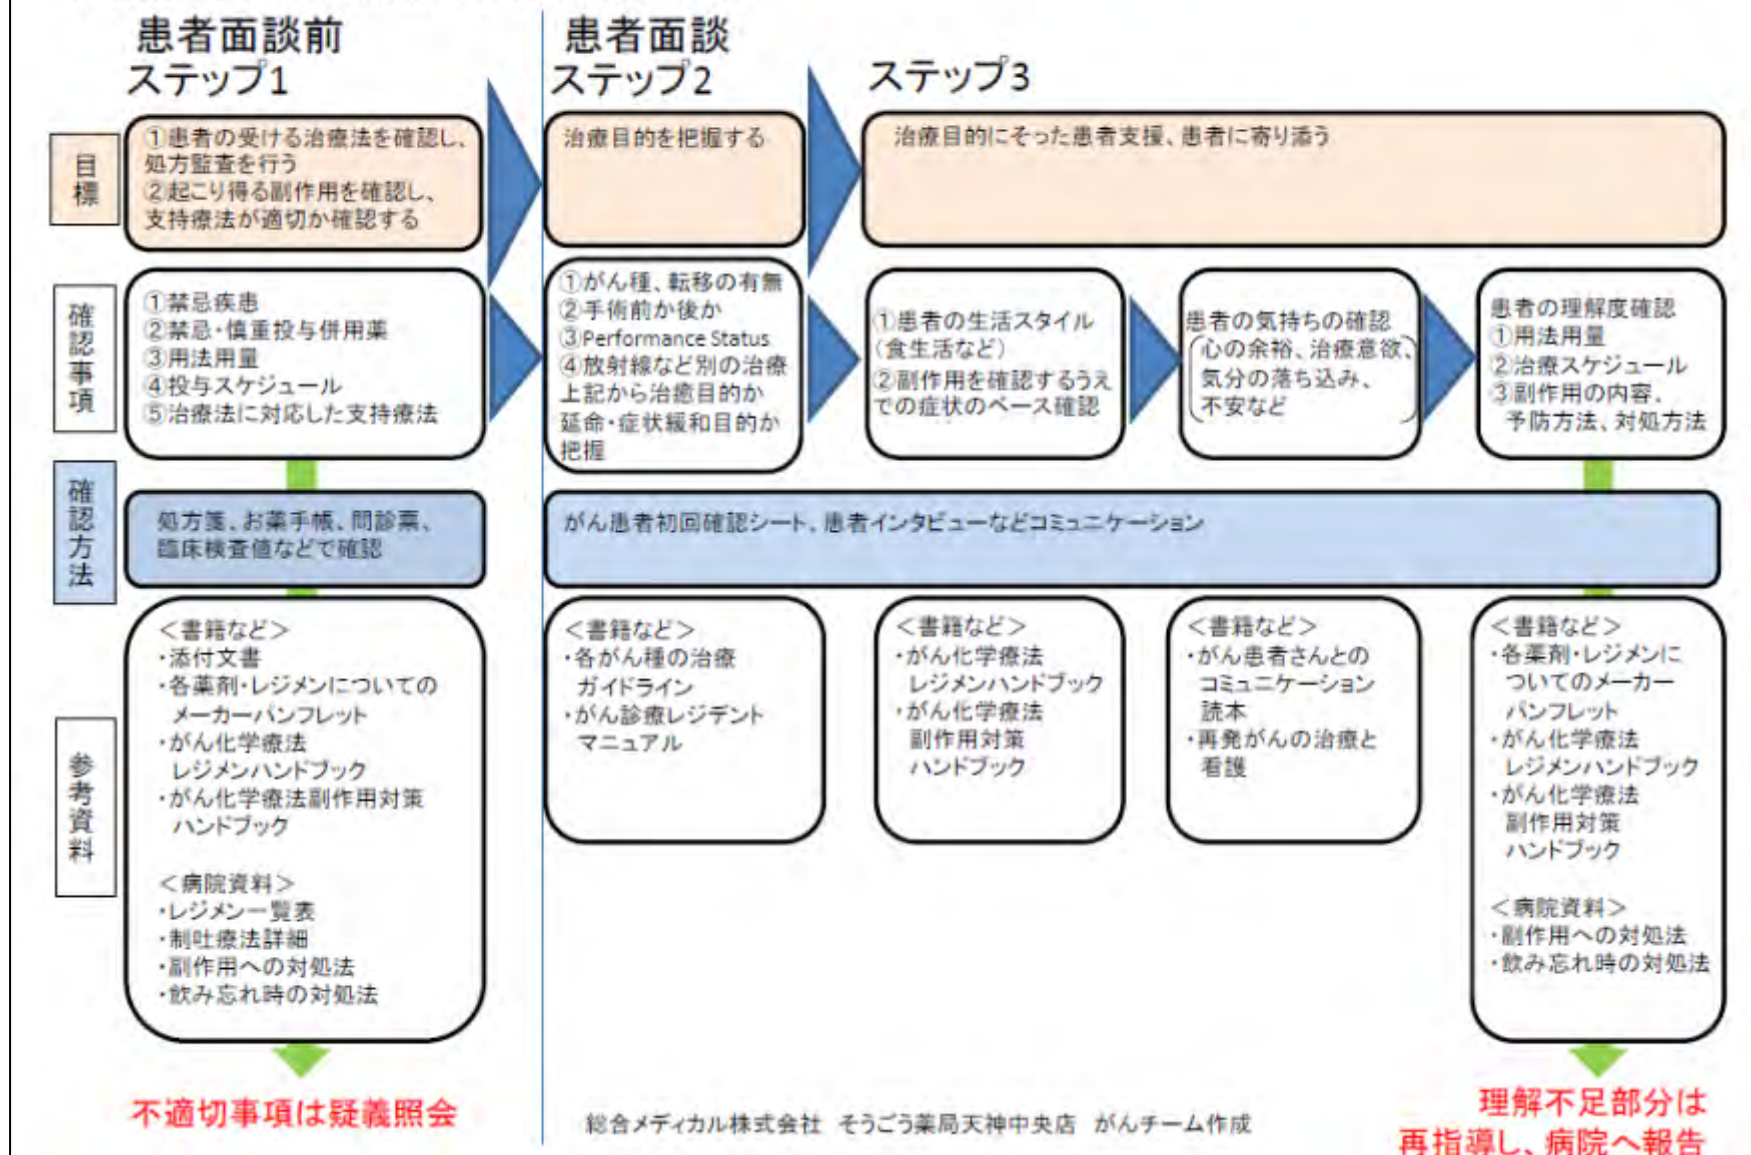 患者面談前
ステップ1
患者面談
ステップ2
ステップ3
目標
①患者の受ける治療法を確認し、
処方監査を行う
②起こり得る副作用を確認し、
支持療法が適切か確認する
治療目的を把握する
治療目的にそった患者支援、患者に寄り添う
確認事項
①禁忌疾患
②禁忌・慎重投与併用薬
③用法用量
④投与スケジュール
⑤治療法に対応した支持療法
①がん種、転移の有無
②手術前か後か
③Performance Status
④放射線など別の治療
上記から治癒目的か
延命・症状緩和目的か
把握
①患者の生活スタイル
（食生活など）
②副作用を確認するうえ
での症状のベース確認
患者の気持ちの確認
心の余裕、治療意欲、
気分の落ち込み、
不安など
患者の理解度確認
①用法用量
②治療スケジュール
③副作用の内容、
予防方法、対処方法
確認方法
処方箋、お薬手帳、問診票、
臨床検査値などで確認
がん患者初回確認シート、患者インタビューなどコミュニケーション
参考資料
＜書籍など＞
・添付文書
・各薬剤・レジメンについての
メーカーパンフレット
・がん化学療法
レジメンハンドブック
・がん化学療法副作用対策
ハンドブック
＜病院資料＞
・レジメン一覧表
・制吐療法詳細
・副作用への対処法
・飲み忘れ時の対処法
＜書籍など＞
・各がん種の治療
ガイドライン
・がん診療レジデント
マニュアル
＜書籍など＞
・がん化学療法
レジメンハンドブック
・がん化学療法
副作用対策
ハンドブック
＜書籍など＞
・がん患者さんとの
コミュニケーション
読本
・再発がんの治療と
看護
＜書籍など＞
・各薬剤・レジメンに
ついてのメーカー
パンフレット
・がん化学療法
レジメンハンドブック
・がん化学療法
副作用対策
ハンドブック
＜病院資料＞
・副作用への対処法
・飲み忘れ時の対処法
不適切事項は疑義照会
総合メディカル株式会社　そうごう薬局天神中央店　がんチーム作成
理解不足部分は
再指導し、病院へ報告